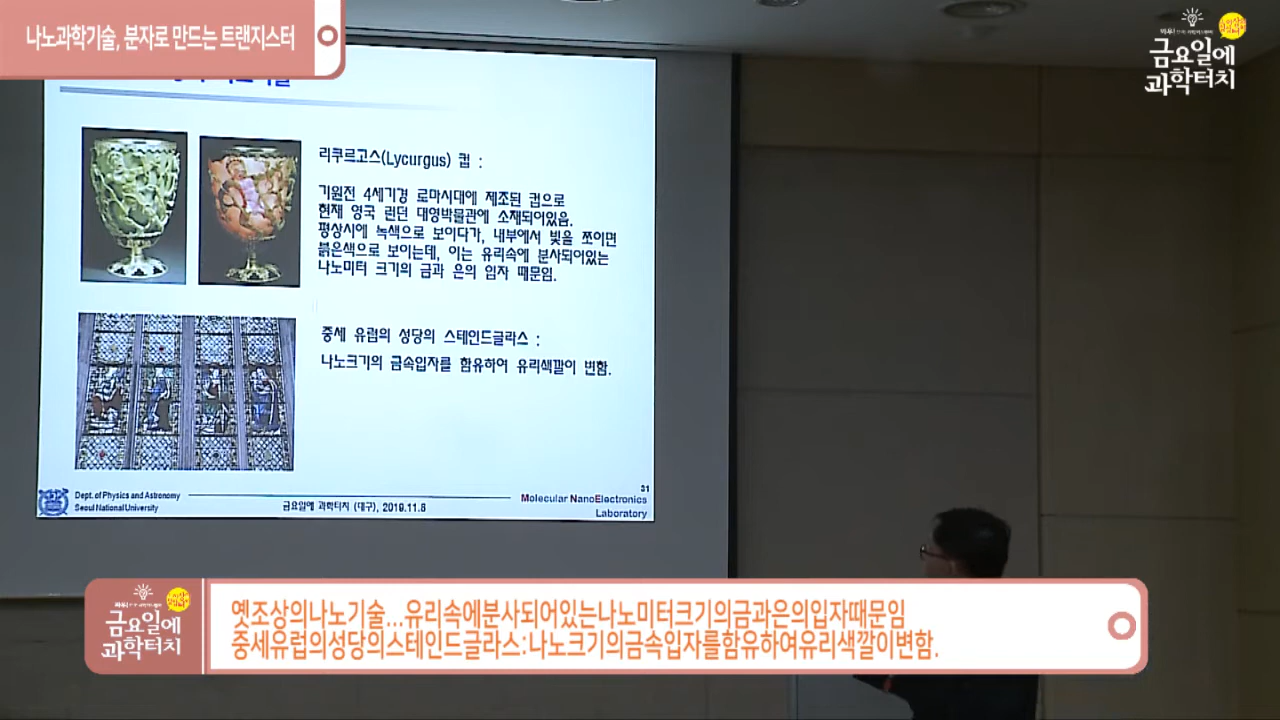 나노과학기술, 분자로 만드는 트랜지스터
금요일에
과학터치
리쿠르고스(Lycurgus) 컵 :
기원전 4세기경 로마시대에 제조된 컵으로
현재 영국 런던 대영박물관에 소재되어있음.
평상시에 녹색으로 보이다가, 내부에서 빛을 쪼이면
붉은색으로 보이는데, 이는 유리속에 분사되어있는
나노미터 크기의 금과 은의 입자 때문임.
중세 유럽의 성당의 스테인드글라스 :
나노크기의 금속입자를 함유하여 유리색깔이 변함.
31
Dept. of Physics and Astronomy
Seoul National University
금요일에 과학터치 (대구), 2019.11.8
Molecular NanoElectronics
Laboratory
금요일에
과학터치
옛조상의나노기술...유리속에분사되어있는나노미터크기의금과은의입자때문임
중세유럽의성당의스테인드글라스:나노크기의금속입자를함유하여유리색깔이변함.